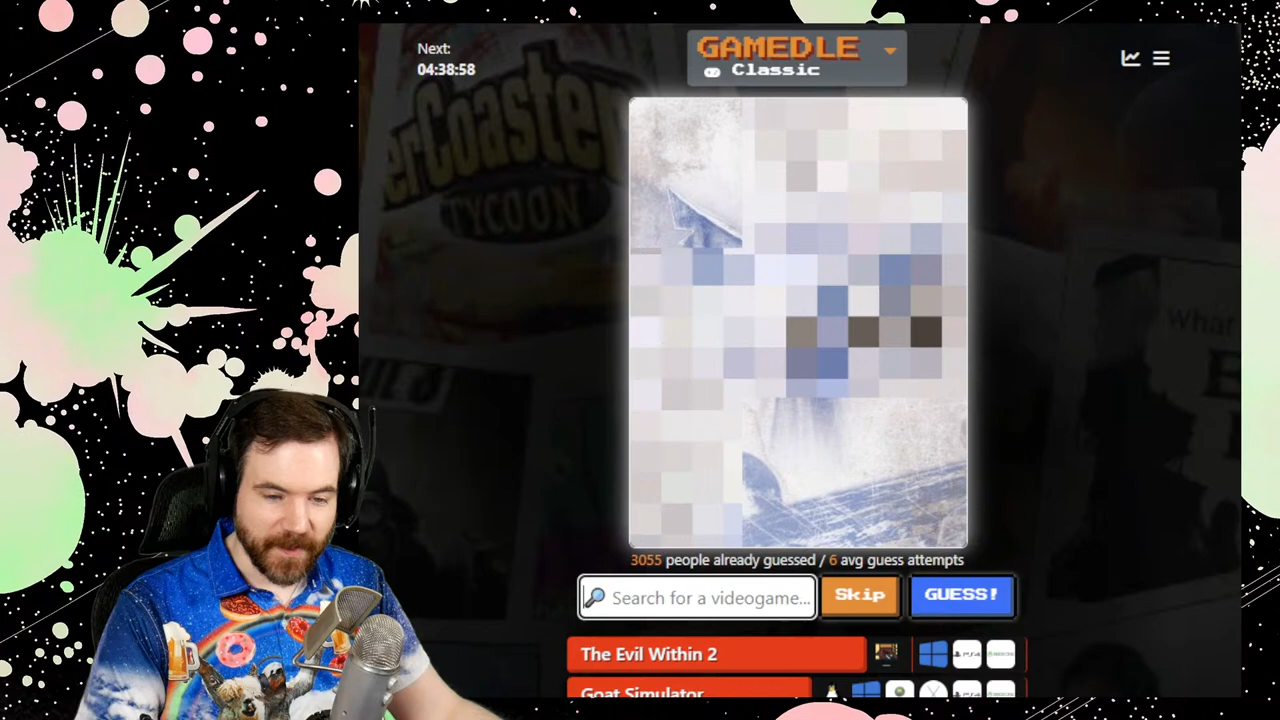 Next:
04:38:58
GAMEDLE
Classic
erCoaster
TYCOON
What
3055 people already guessed / 6 avg guess attempts
Search for a videogame...
Skip
GUESS!
The Evil Within 2
Goat Simulator